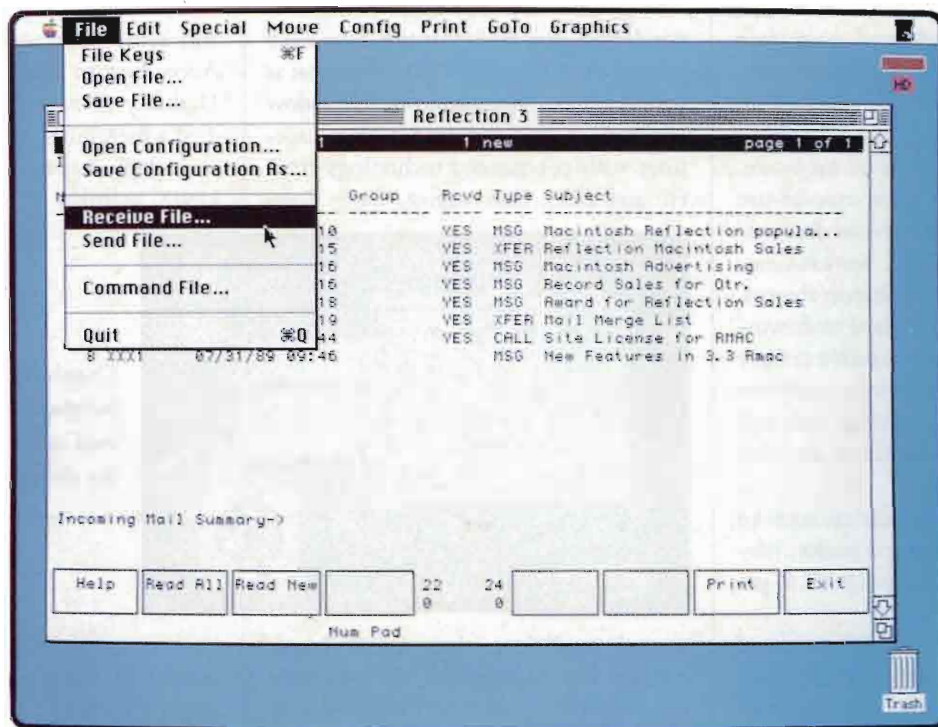 File Edit Special Move Config Print GoTo Graphics
File Keys ⌘F
Open File...
Save File...
Open Configuration...
Save Configuration As...
Receive File...
Send File...
Command File...
Quit ⌘Q
HD
Reflection 3
1 new page 1 of 1
Group Rcvd Type Subject
10 YES MSG Macintosh Reflection popula...
15 YES XFER Reflection Macintosh Sales
16 YES MSG Macintosh Advertising
16 YES MSG Record Sales for Qtr.
18 YES MSG Award for Reflection Sales
19 YES XFER Mail Merge List
44 YES CALL Site License for RMAC
8 XXX1 07/31/89 09:46 MSG New Features in 3.3 Rmac
Incoming Mail Summary->
Help Read All Read New 22 24 Print Exit
0 0
Num Pad
Trash